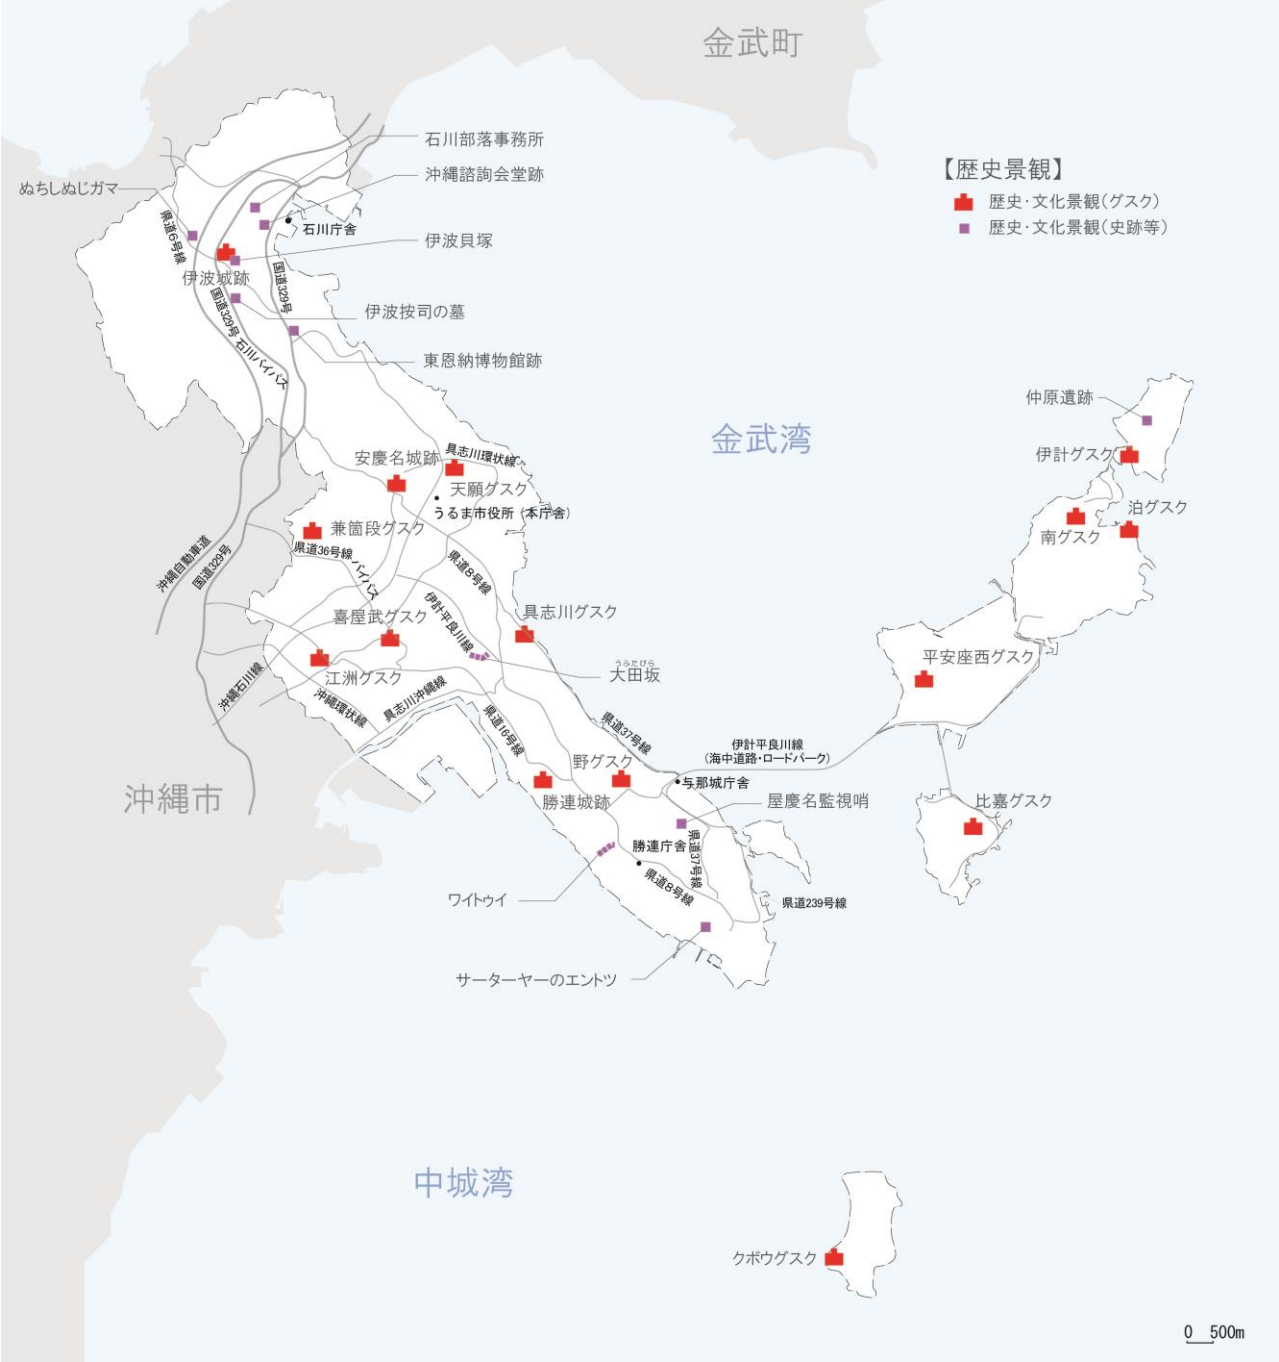 金武町
【歴史景観】
歴史・文化景観(グスク)
歴史・文化景観(史跡等)
石川部落事務所
沖縄諮詢会堂跡
ぬちしぬじガマ
県道6号線
石川庁舎
伊波貝塚
伊波城跡
国道329号
国道329号 石川バイパス
伊波按司の墓
東恩納博物館跡
金武湾
仲原遺跡
伊計グスク
泊グスク
南グスク
安慶名城跡
具志川環状線
天願グスク
うるま市役所(本庁舎)
兼箇段グスク
県道36号線
バイパス
県道8号線
沖縄自動車道
国道329号
喜屋武グスク
伊計平良川線
具志川グスク
うふたびら
大田坂
平安座西グスク
江洲グスク
沖縄石川線
沖縄環状線
具志川沖縄線
県道16号線
県道37号線
伊計平良川線
(海中道路・ロードパーク)
野グスク
与那城庁舎
沖縄市
勝連城跡
屋慶名監視哨
比嘉グスク
勝連庁舎
県道37号線
県道8号線
ワイトゥイ
県道239号線
サーターヤーのエントツ
中城湾
クボウグスク
0 500m